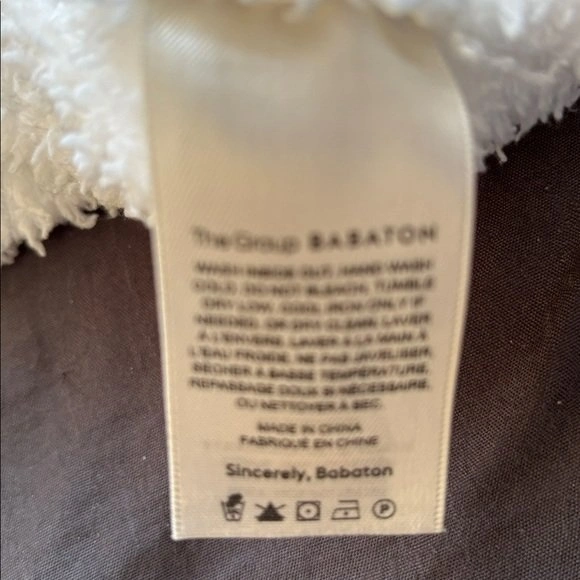 The Group BABATON
WASH INSIDE OUT, HAND WASH
COLD. DO NOT BLEACH, TUMBLE
DRY LOW, COOL IRON ONLY IF
NEEDED, OR DRY CLEAN. LAVER
À L'ENVERS, LAVER À LA MAIN À
L'EAU FROIDE. NE PAS JAVELISER,
SÉCHER À BASSE TEMPÉRATURE,
REPASSAGE DOUX SI NÉCESSAIRE,
OU NETTOYER À SEC.
MADE IN CHINA
FABRIQUÉ EN CHINE
Sincerely, Babaton
P